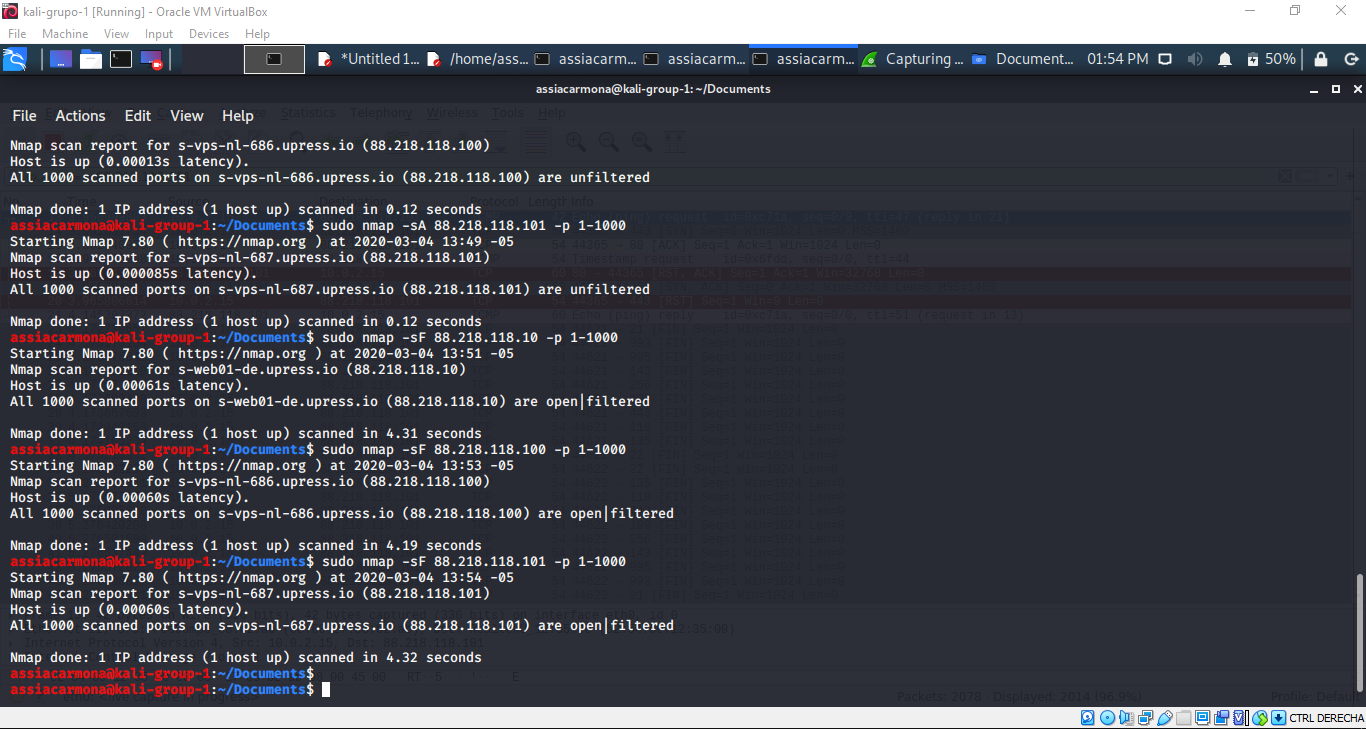 kali-grupo-1 [Running] - Oracle VM VirtualBox
File Machine View Input Devices Help
*Untitled 1... /home/ass... assiacarm... assiacarm... assiacarm... Capturing ... Document... 01:54 PM 50%
assiacarmona@kali-group-1: ~/Documents
File Actions Edit View Help
Statistics Telephony Wireless Tools Help
Nmap scan report for s-vps-nl-686.upress.io (88.218.118.100)
Host is up (0.00013s latency).
All 1000 scanned ports on s-vps-nl-686.upress.io (88.218.118.100) are unfiltered
Nmap done: 1 IP address (1 host up) scanned in 0.12 seconds
assiacarmona@kali-group-1:~/Documents$ sudo nmap -sA 88.218.118.101 -p 1-1000
Starting Nmap 7.80 ( https://nmap.org ) at 2020-03-04 13:49 -05
Nmap scan report for s-vps-nl-687.upress.io (88.218.118.101)
Host is up (0.000085s latency).
All 1000 scanned ports on s-vps-nl-687.upress.io (88.218.118.101) are unfiltered
Nmap done: 1 IP address (1 host up) scanned in 0.12 seconds
assiacarmona@kali-group-1:~/Documents$ sudo nmap -sF 88.218.118.10 -p 1-1000
Starting Nmap 7.80 ( https://nmap.org ) at 2020-03-04 13:51 -05
Nmap scan report for s-web01-de.upress.io (88.218.118.10)
Host is up (0.00061s latency).
All 1000 scanned ports on s-web01-de.upress.io (88.218.118.10) are open|filtered
Nmap done: 1 IP address (1 host up) scanned in 4.31 seconds
assiacarmona@kali-group-1:~/Documents$ sudo nmap -sF 88.218.118.100 -p 1-1000
Starting Nmap 7.80 ( https://nmap.org ) at 2020-03-04 13:53 -05
Nmap scan report for s-vps-nl-686.upress.io (88.218.118.100)
Host is up (0.00060s latency).
All 1000 scanned ports on s-vps-nl-686.upress.io (88.218.118.100) are open|filtered
Nmap done: 1 IP address (1 host up) scanned in 4.19 seconds
assiacarmona@kali-group-1:~/Documents$ sudo nmap -sF 88.218.118.101 -p 1-1000
Starting Nmap 7.80 ( https://nmap.org ) at 2020-03-04 13:54 -05
Nmap scan report for s-vps-nl-687.upress.io (88.218.118.101)
Host is up (0.00060s latency).
All 1000 scanned ports on s-vps-nl-687.upress.io (88.218.118.101) are open|filtered
Nmap done: 1 IP address (1 host up) scanned in 4.32 seconds
assiacarmona@kali-group-1:~/Documents$
assiacarmona@kali-group-1:~/Documents$
Packets: 2078 Displayed: 2014 (96.9%) Profile: Defau
CTRL DERECHA